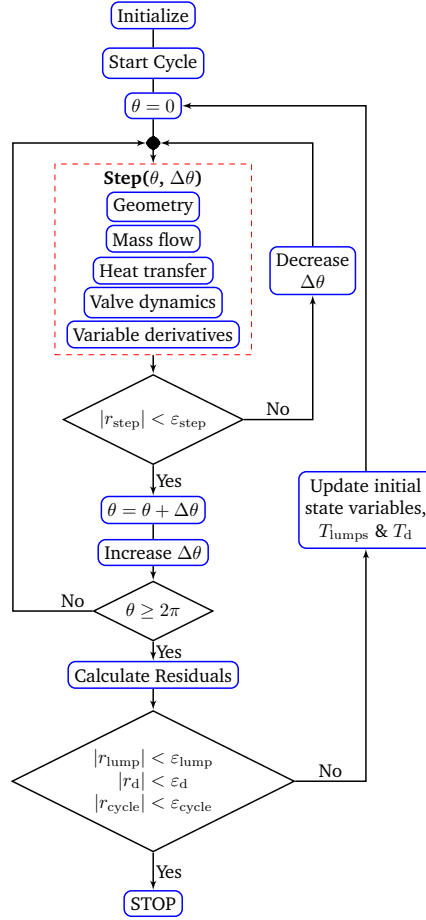 Initialize
Start Cycle
θ = 0
Step(θ, Δθ)
Geometry
Mass flow
Heat transfer
Valve dynamics
Variable derivatives
Decrease
Δθ
|r_step| < ε_step
No
Yes
θ = θ + Δθ
Increase Δθ
Update initial
state variables,
T_lumps & T_d
θ ≥ 2π
No
Yes
Calculate Residuals
|r_lump| < ε_lump
|r_d| < ε_d
|r_cycle| < ε_cycle
No
Yes
STOP